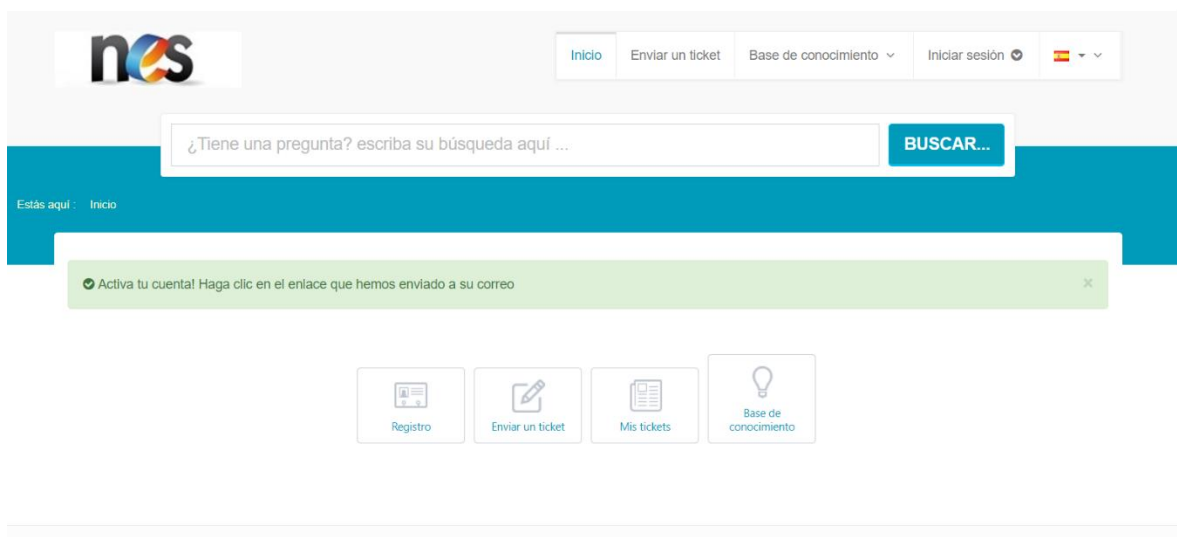 nes
Inicio
Enviar un ticket
Base de conocimiento
Iniciar sesión
¿Tiene una pregunta? escriba su búsqueda aquí ...
BUSCAR...
Estás aquí : Inicio
Activa tu cuenta! Haga clic en el enlace que hemos enviado a su correo
×
Registro
Enviar un ticket
Mis tickets
Base de
conocimiento